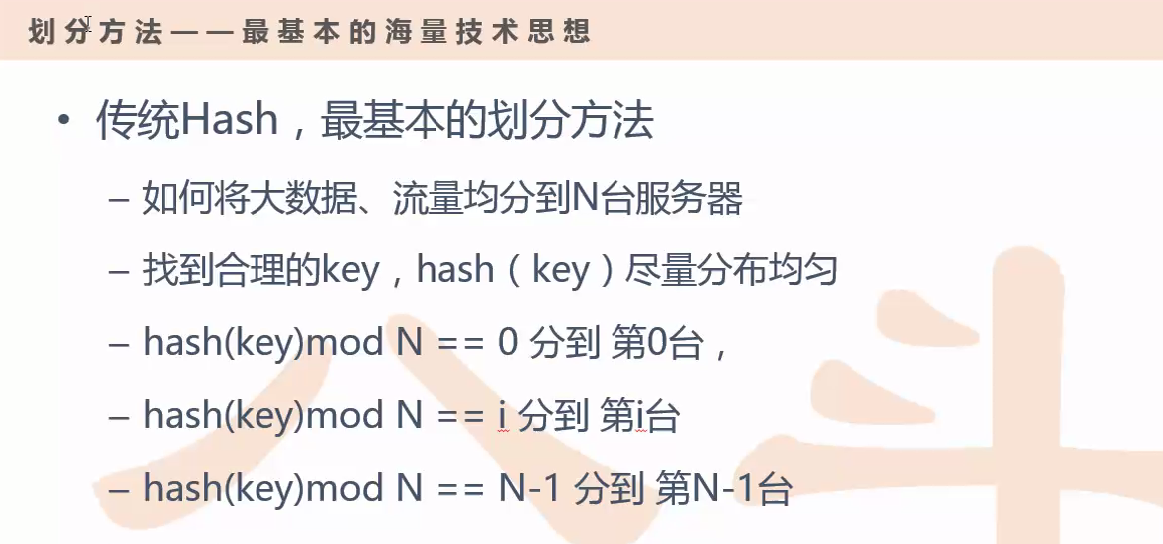 划分方法——最基本的海量技术思想
• 传统Hash，最基本的划分方法
– 如何将大数据、流量均分到N台服务器
– 找到合理的key，hash（key）尽量分布均匀
– hash(key)mod N == 0 分到 第0台，
– hash(key)mod N == i 分到 第i台
– hash(key)mod N == N-1 分到 第N-1台
八斗